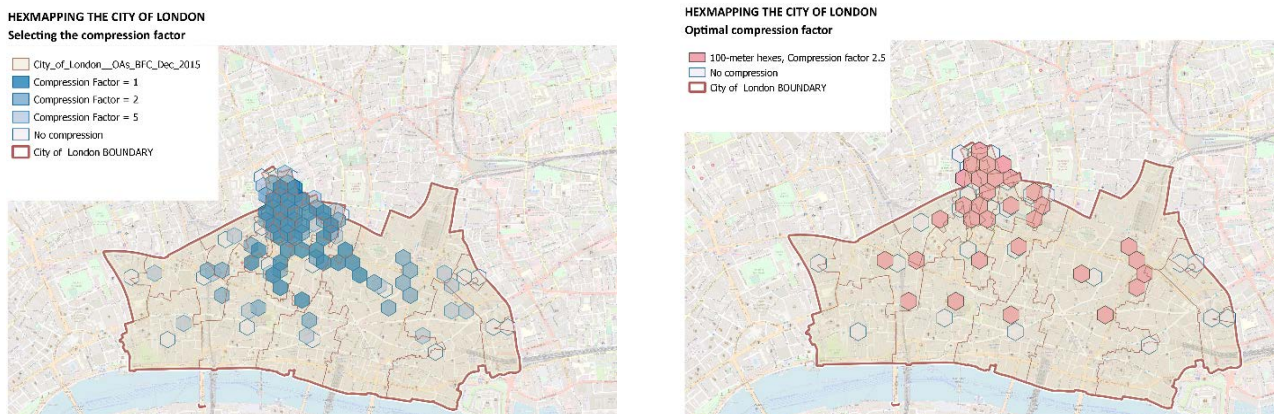 HEXMAPPING THE CITY OF LONDON
Selecting the compression factor
City_of_London__OAs_BFC_Dec_2015
Compression Factor = 1
Compression Factor = 2
Compression Factor = 5
No compression
City of London BOUNDARY
HEXMAPPING THE CITY OF LONDON
Optimal compression factor
100-meter hexes, Compression factor 2.5
No compression
City of London BOUNDARY